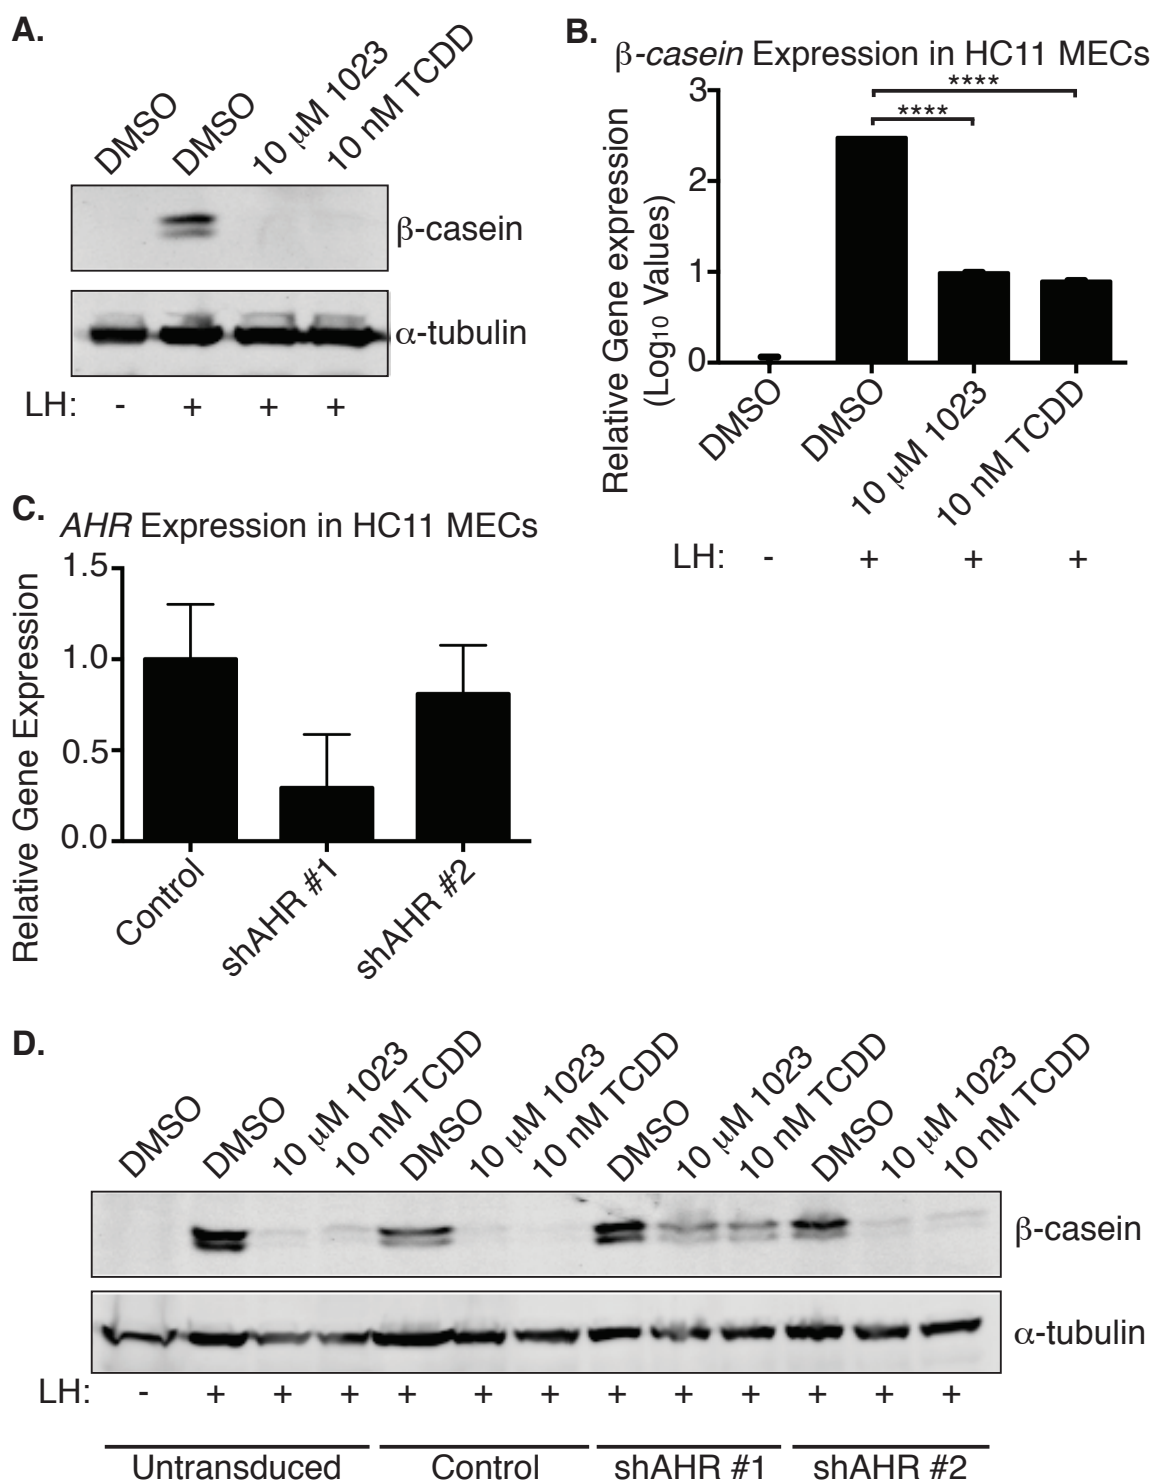 A.
DMSO
DMSO
10 µM 1023
10 nM TCDD
β-casein
α-tubulin
LH: - + + +
B.
β-casein Expression in HC11 MECs
Relative Gene expression
(Log10 Values)
3
2
1
0
****
****
DMSO
DMSO
10 µM 1023
10 nM TCDD
LH: - + + +
C.
AHR Expression in HC11 MECs
Relative Gene Expression
1.5
1.0
0.5
0.0
Control
shAHR #1
shAHR #2
D.
DMSO
DMSO
10 µM 1023
10 nM TCDD
DMSO
10 µM 1023
10 nM TCDD
DMSO
10 µM 1023
10 nM TCDD
DMSO
10 µM 1023
10 nM TCDD
β-casein
α-tubulin
LH: - + + + + + + + + + + + +
Untransduced Control shAHR #1 shAHR #2